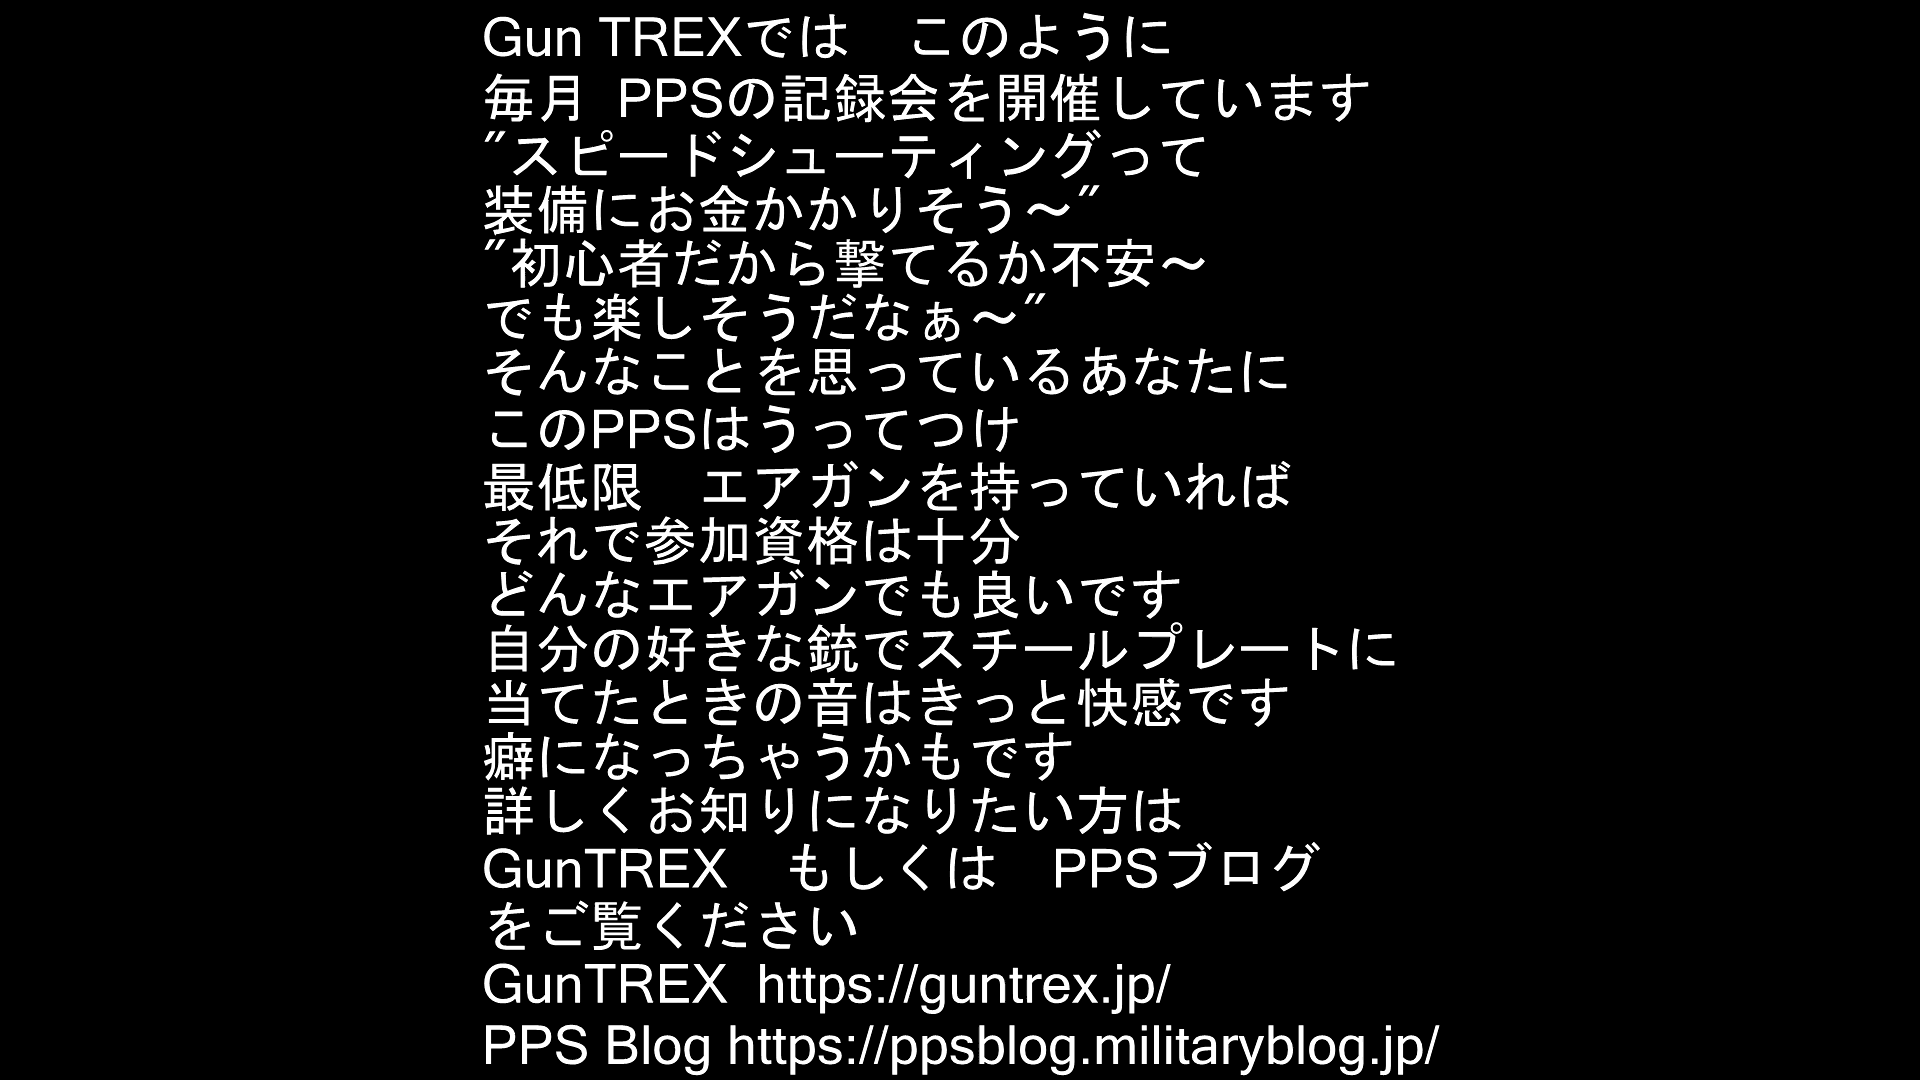 Gun TREXでは　このように
毎月 PPSの記録会を開催しています
"スピードシューティングって
装備にお金かかりそう〜"
"初心者だから撃てるか不安〜
でも楽しそうだなぁ〜"
そんなことを思っているあなたに
このPPSはうってつけ
最低限　エアガンを持っていれば
それで参加資格は十分
どんなエアガンでも良いです
自分の好きな銃でスチールプレートに
当てたときの音はきっと快感です
癖になっちゃうかもです
詳しくお知りになりたい方は
GunTREX　もしくは　PPSブログ
をご覧ください
GunTREX https://guntrex.jp/
PPS Blog https://ppsblog.militaryblog.jp/